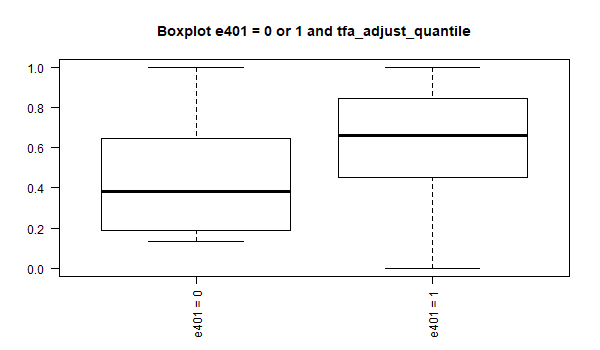 Boxplot e401 = 0 or 1 and tfa_adjust_quantile
1.0
0.8
0.6
0.4
0.2
0.0
e401 = 0
e401 = 1